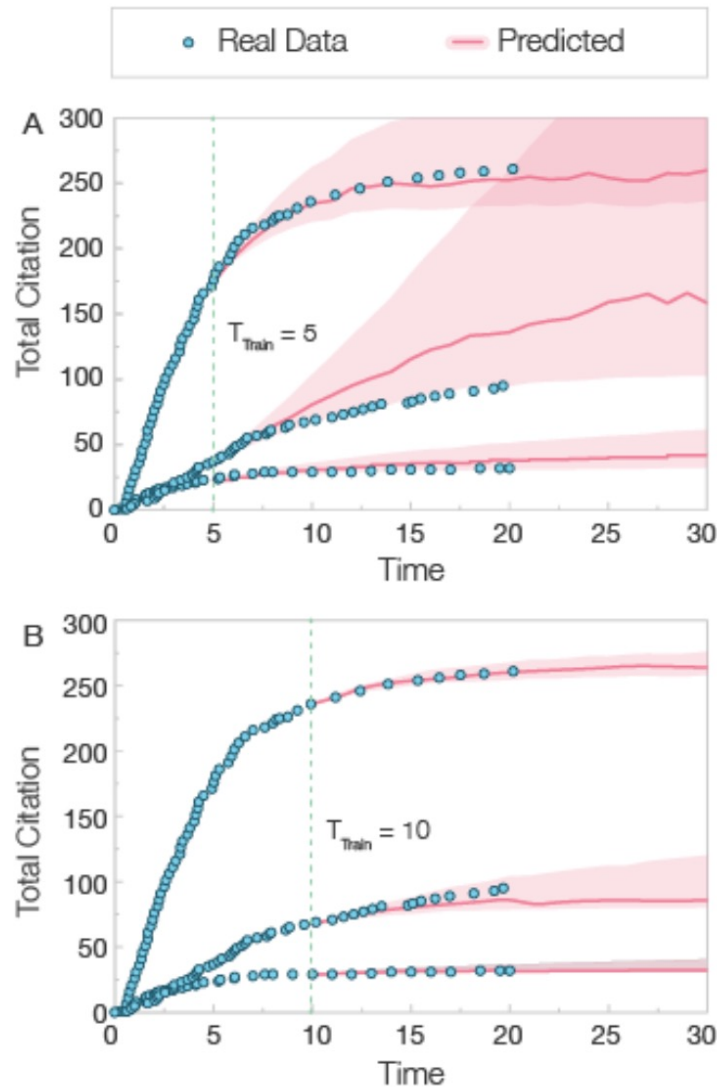 Real Data Predicted
A
300
250
200
150
100
50
0
Total Citation
T_Train = 5
0 5 10 15 20 25 30
Time
B
300
250
200
150
100
50
0
Total Citation
T_Train = 10
0 5 10 15 20 25 30
Time